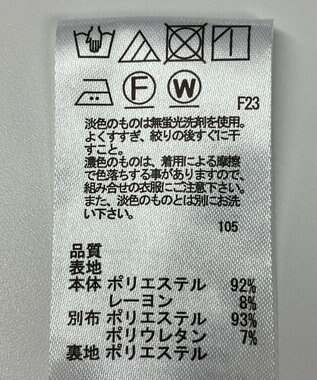 F W
F23
淡色のものは無蛍光洗剤を使用。
よくすすぎ、絞りの後すぐに干
すこと。
濃色のものは、着用による摩擦
で色落ちする事がありますので、
組み合せの衣服にご注意下さい。
また、淡色のものとは別にお洗
い下さい。
105
品質
表地
本体 ポリエステル 92%
レーヨン 8%
別布 ポリエステル 93%
ポリウレタン 7%
裏地 ポリエステル